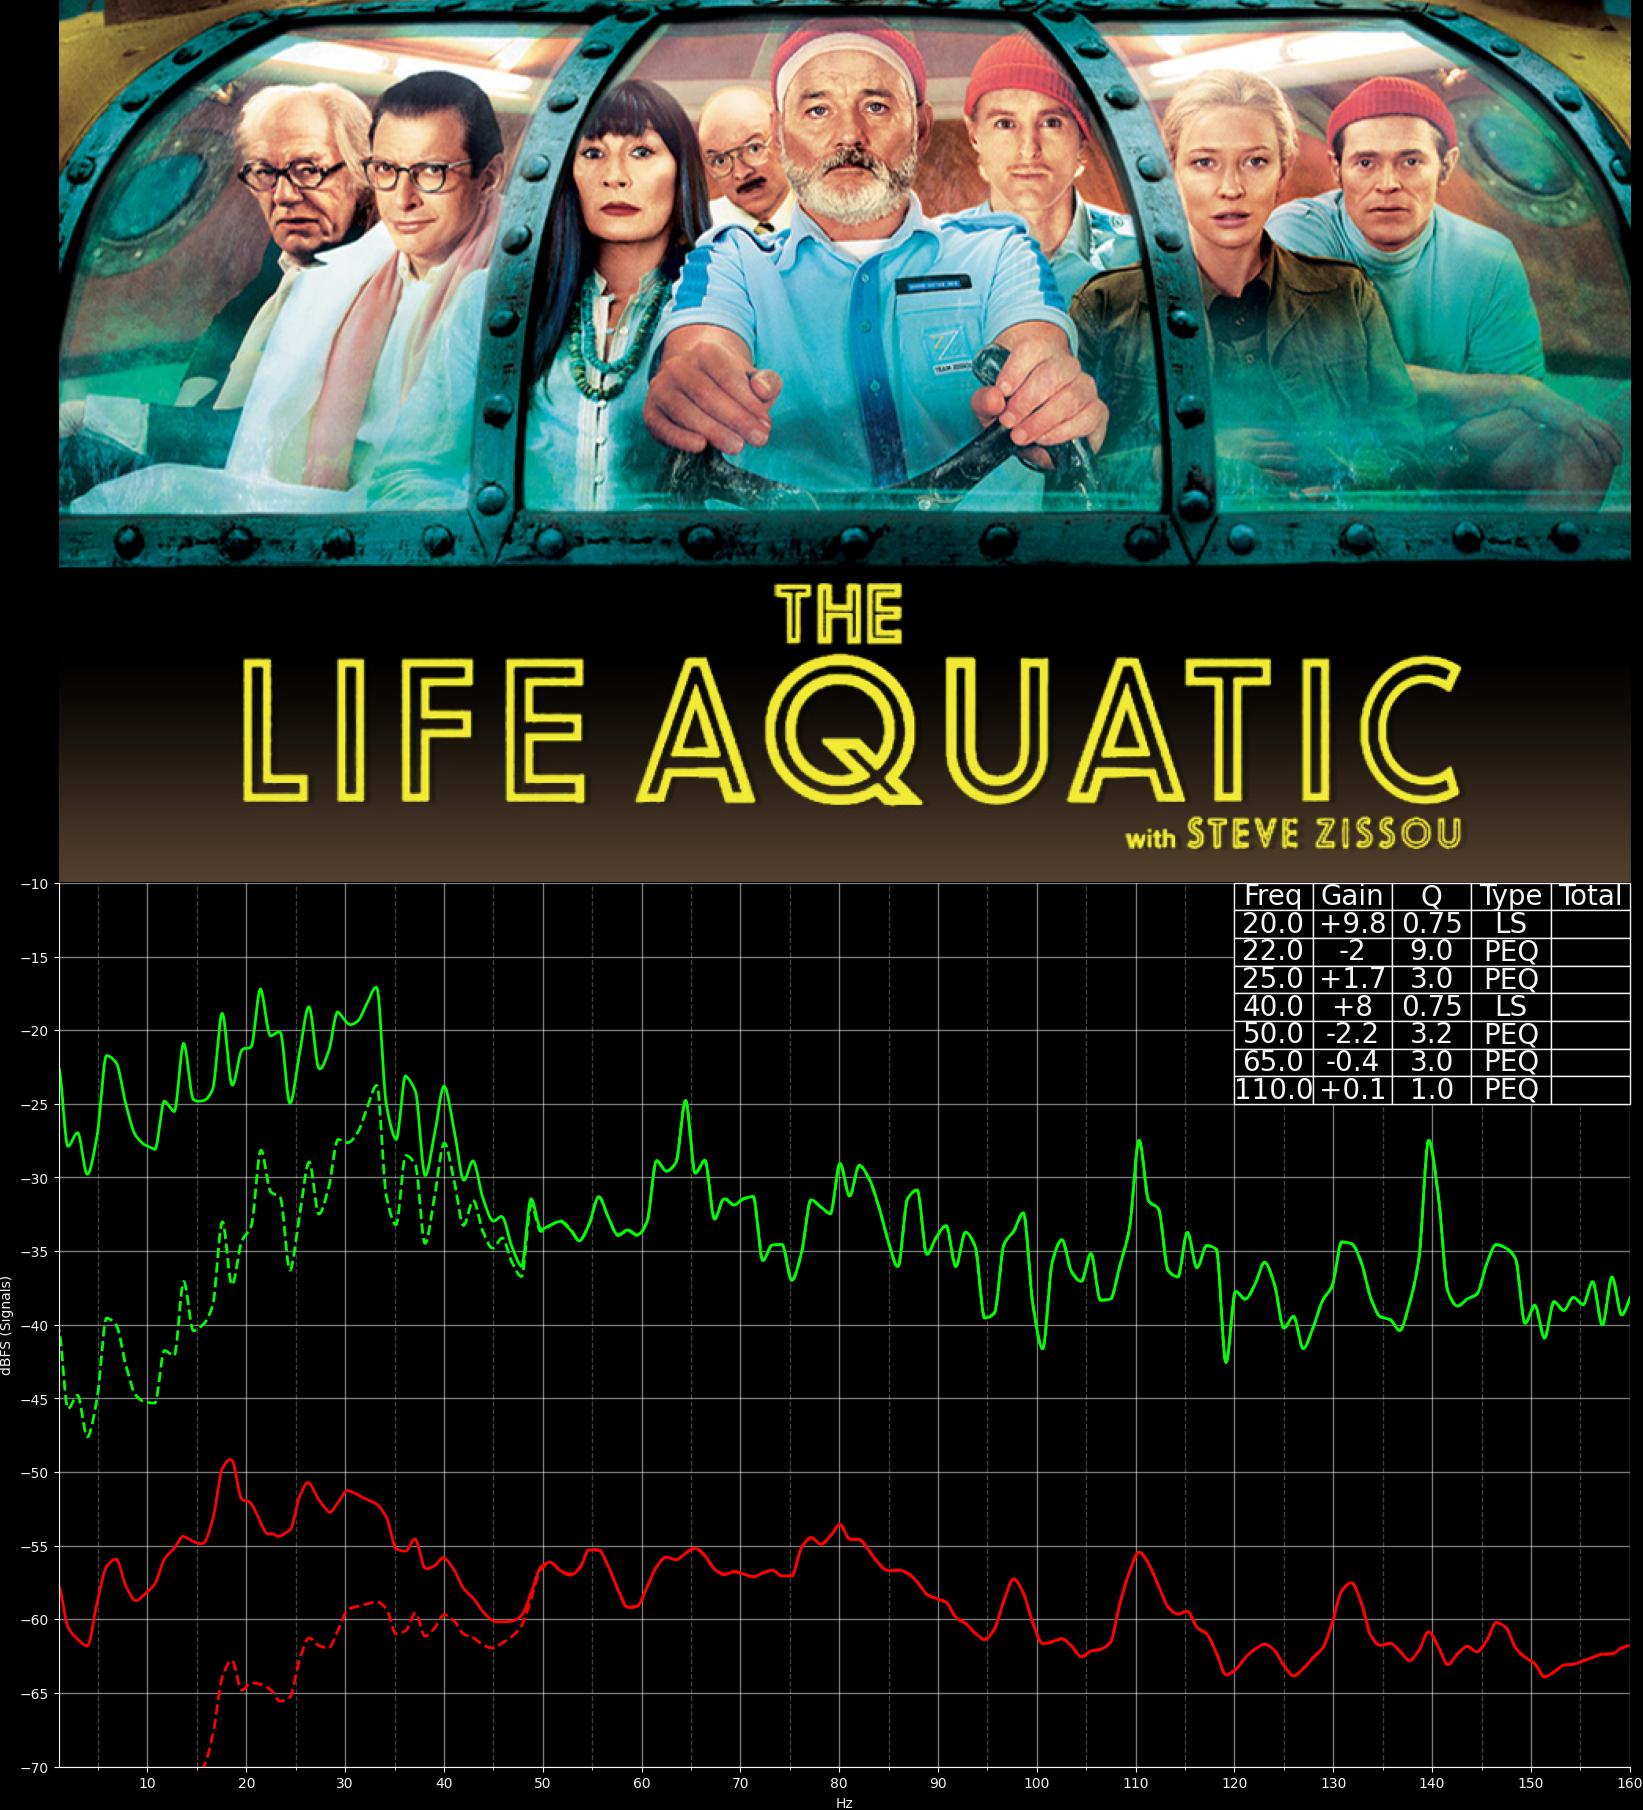 TEAM ZISSOU
THE
LIFE AQUATIC
with STEVE ZISSOU
Freq Gain Q Type Total
20.0 +9.8 0.75 LS
22.0 -2 9.0 PEQ
25.0 +1.7 3.0 PEQ
40.0 +8 0.75 LS
50.0 -2.2 3.2 PEQ
65.0 -0.4 3.0 PEQ
110.0 +0.1 1.0 PEQ
−10
−15
−20
−25
−30
−35
−40
−45
−50
−55
−60
−65
−70
dBFS (Signals)
10 20 30 40 50 60 70 80 90 100 110 120 130 140 150 160
Hz